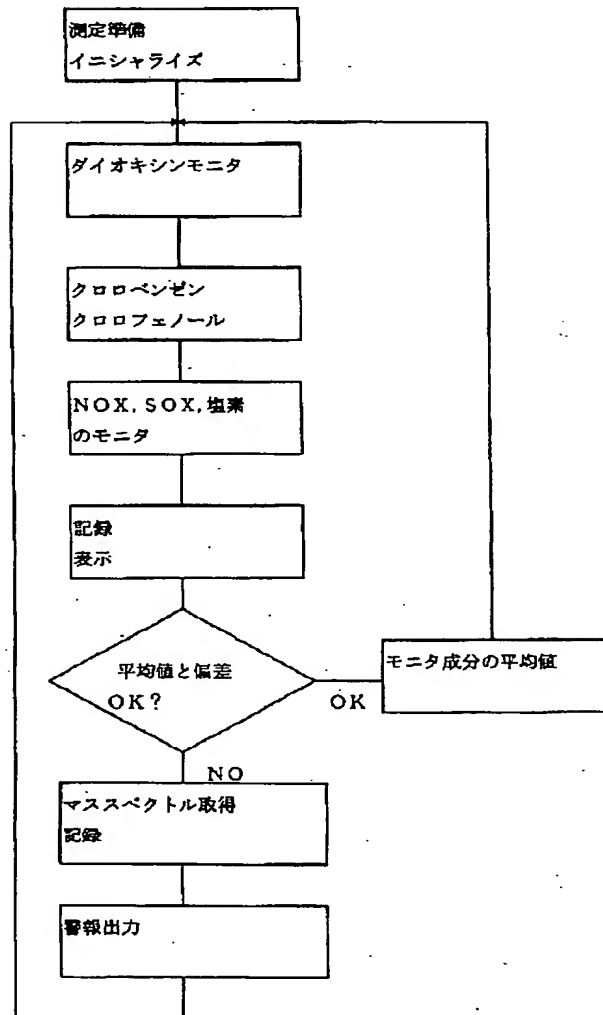 測定準備
イニシャライズ
ダイオキシンモニタ
クロロベンゼン
クロロフェノール
NOX, SOX, 塩素
のモニタ
記録
表示
平均値と偏差
OK?
OK
モニタ成分の平均値
NO
マススペクトル取得
記録
警報出力